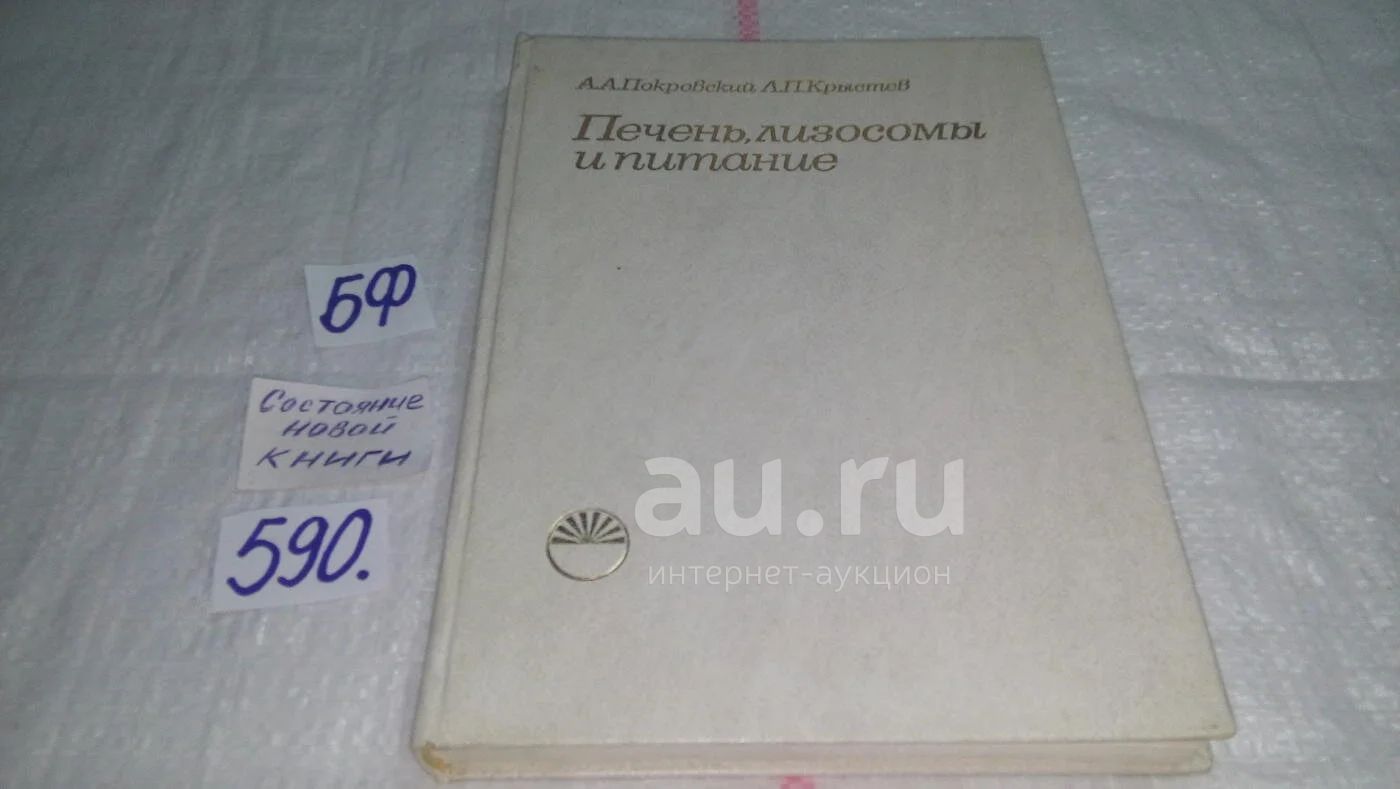 А.А.Покровский Л.П.Крыстев
Печень, лизосомы
и питание
БФ
Состояние
новой
книги
590.
au.ru
интернет-аукцион